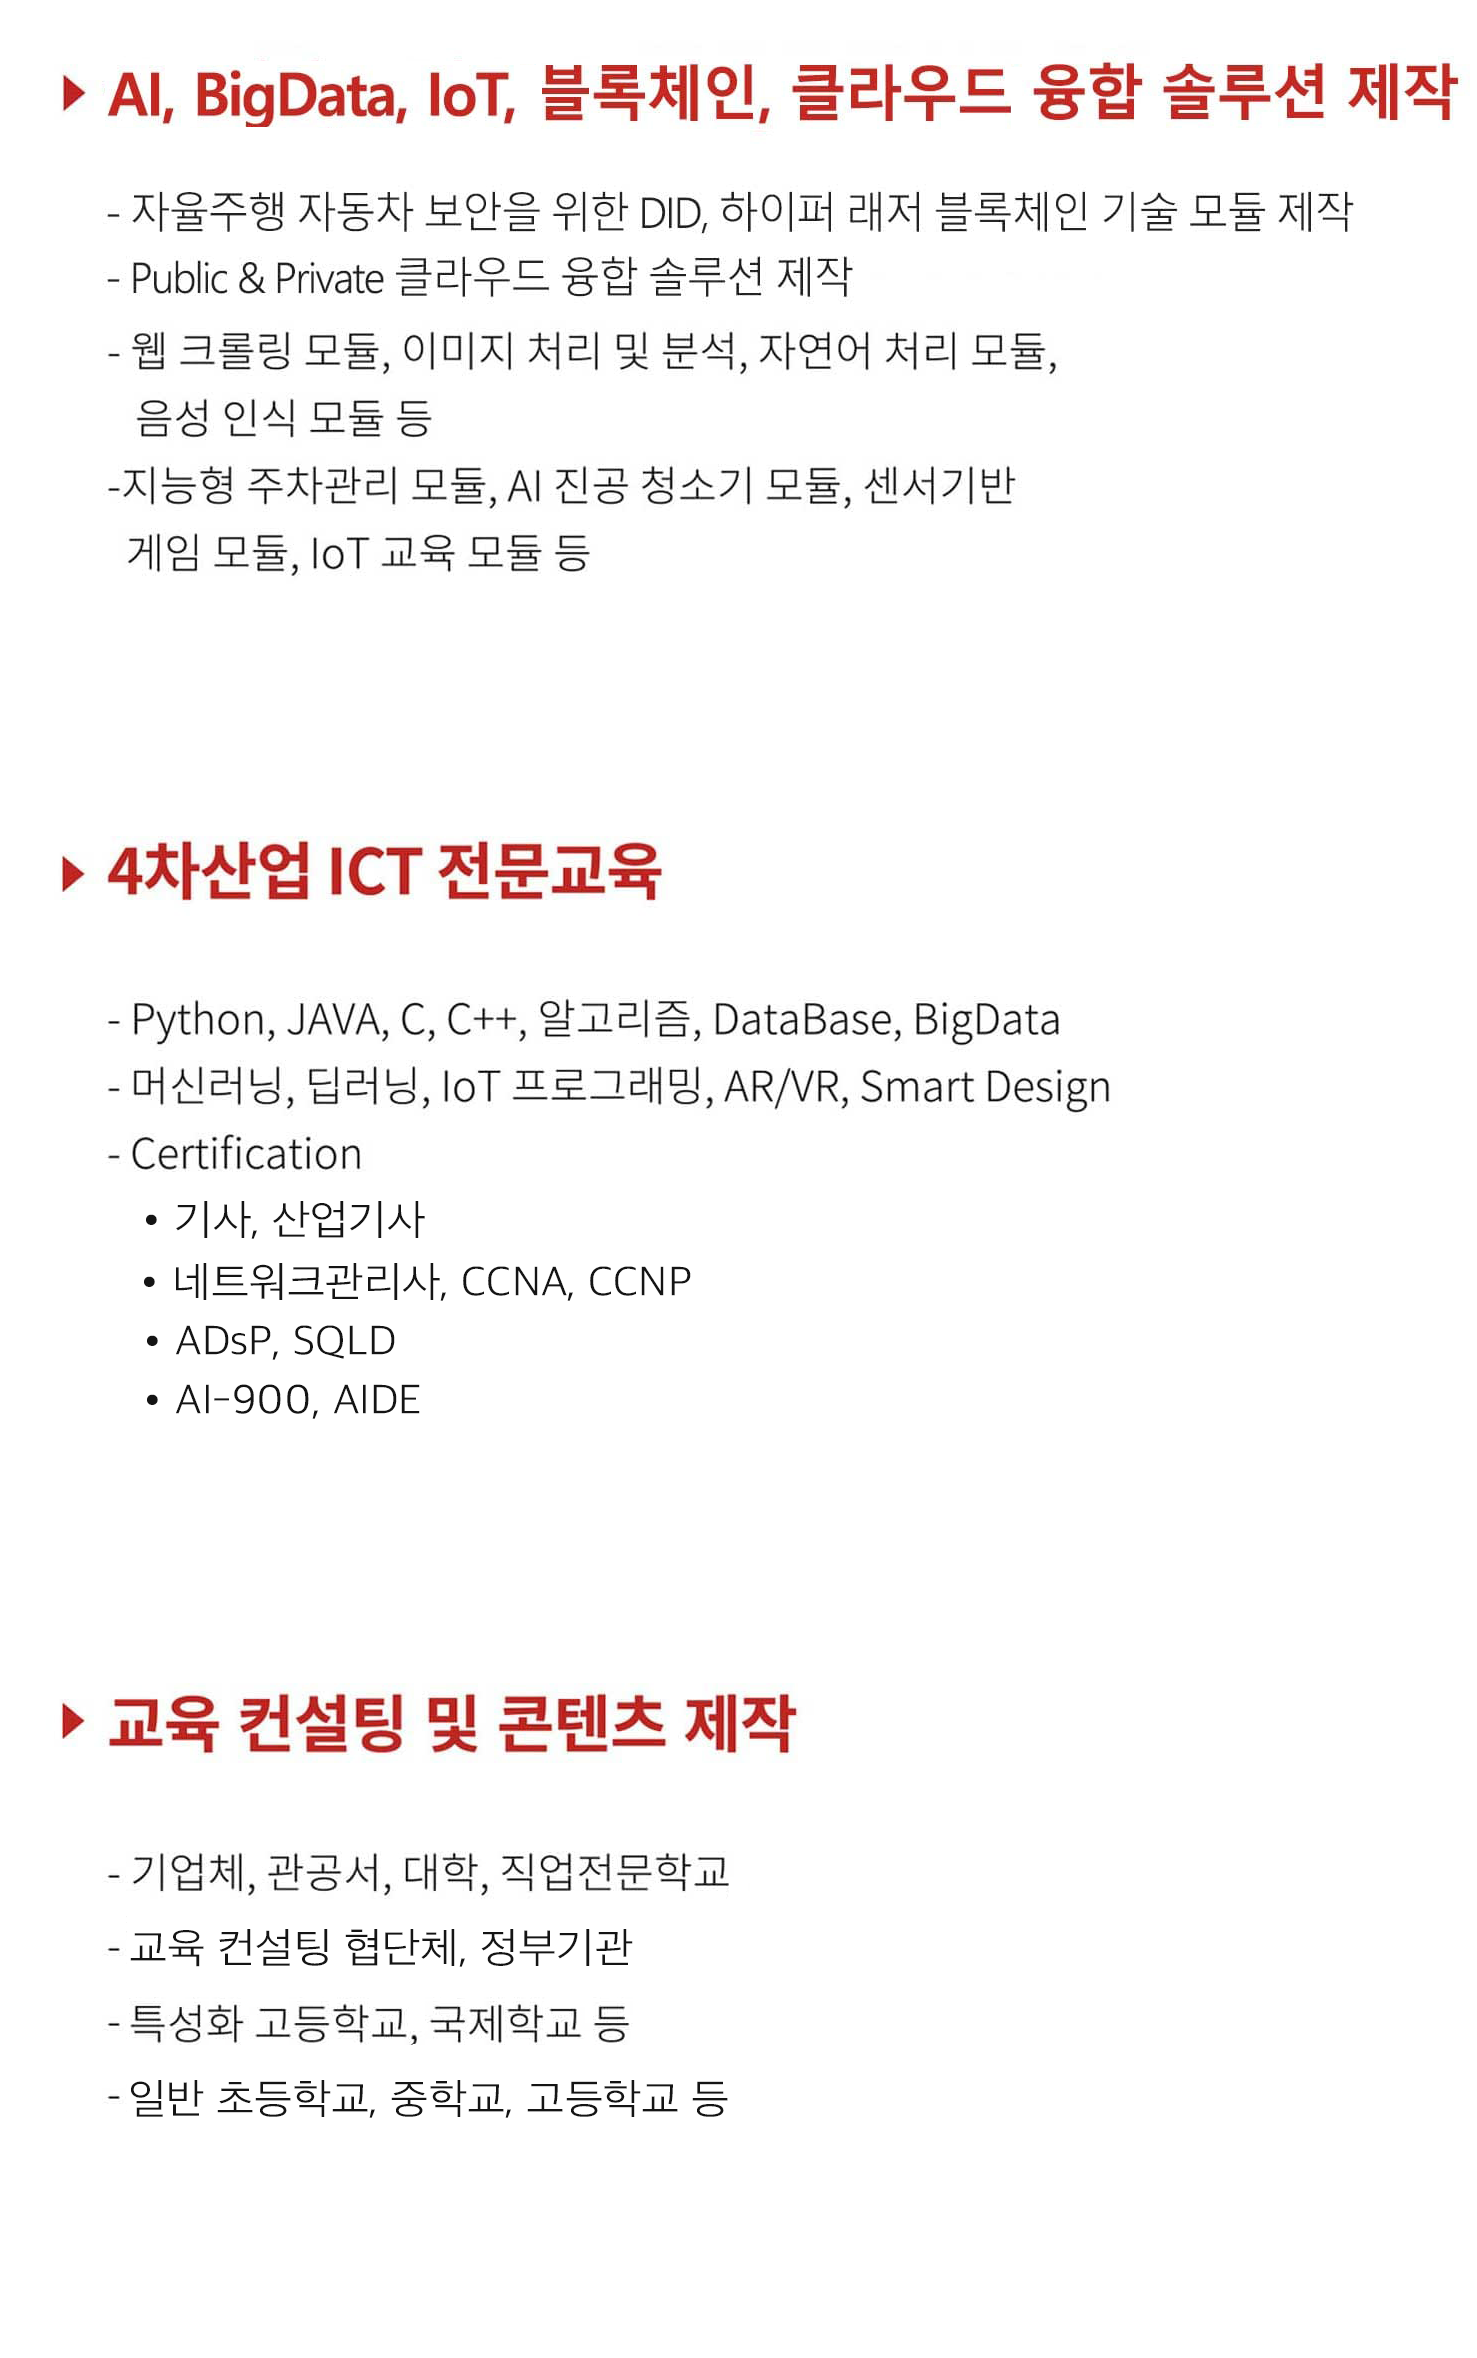 ▶ AI, BigData, IoT, 블록체인, 클라우드 융합 솔루션 제작
- 자율주행 자동차 보안을 위한 DID, 하이퍼 래저 블록체인 기술 모듈 제작
- Public & Private 클라우드 융합 솔루션 제작
- 웹 크롤링 모듈, 이미지 처리 및 분석, 자연어 처리 모듈,
음성 인식 모듈 등
-지능형 주차관리 모듈, AI 진공 청소기 모듈, 센서기반
게임 모듈, IoT 교육 모듈 등
▶ 4차산업 ICT 전문교육
- Python, JAVA, C, C++, 알고리즘, DataBase, BigData
- 머신러닝, 딥러닝, IoT 프로그래밍, AR/VR, Smart Design
- Certification
• 기사, 산업기사
• 네트워크관리사, CCNA, CCNP
• ADsP, SQLD
• AI-900, AIDE
▶ 교육 컨설팅 및 콘텐츠 제작
- 기업체, 관공서, 대학, 직업전문학교
- 교육 컨설팅 협단체, 정부기관
- 특성화 고등학교, 국제학교 등
- 일반 초등학교, 중학교, 고등학교 등